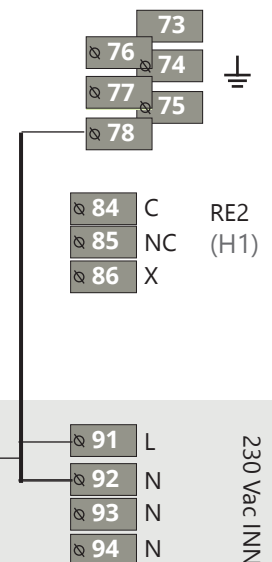 73
76
74
77
75
78
84 C
RE2
85 NC
(H1)
86 X
91 L
92 N
93 N
94 N
230 Vac INN